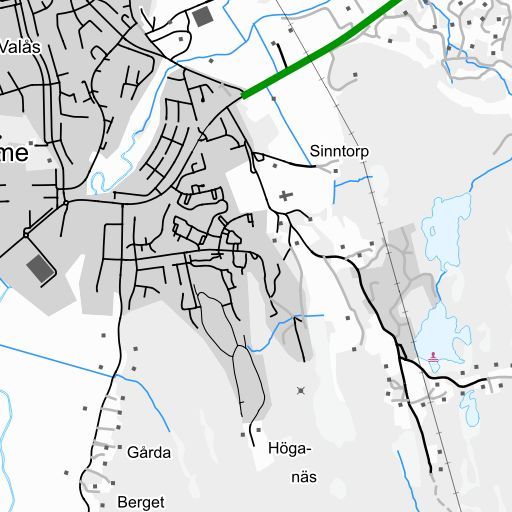 Valås
me
Sinntorp
Gårda
Höga-
näs
Berget